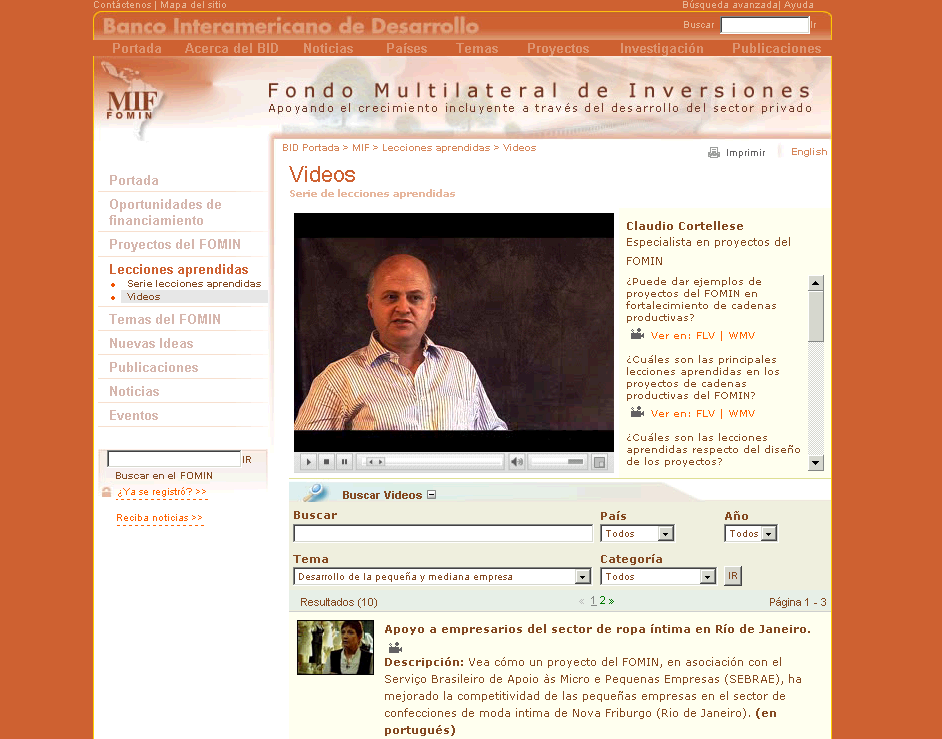 Contáctenos | Mapa del sitio
Búsqueda avanzada| Ayuda
Banco Interamericano de Desarrollo
Buscar
Ir
Portada Acerca del BID Noticias Países Temas Proyectos Investigación Publicaciones
MIF
FOMIN
Fondo Multilateral de Inversiones
Apoyando el crecimiento incluyente a través del desarrollo del sector privado
BID Portada > MIF > Lecciones aprendidas > Videos
Imprimir
English
Videos
Serie de lecciones aprendidas
Portada
Oportunidades de
financiamiento
Proyectos del FOMIN
Lecciones aprendidas
Serie lecciones aprendidas
Videos
Temas del FOMIN
Nuevas Ideas
Publicaciones
Noticias
Eventos
IR
Buscar en el FOMIN
¿Ya se registró? >>
Reciba noticias >>
Claudio Cortellese
Especialista en proyectos del
FOMIN
¿Puede dar ejemplos de
proyectos del FOMIN en
fortalecimiento de cadenas
productivas?
Ver en: FLV | WMV
¿Cuáles son las principales
lecciones aprendidas en los
proyectos de cadenas
productivas del FOMIN?
Ver en: FLV | WMV
¿Cuáles son las lecciones
aprendidas respecto del diseño
de los proyectos?
Buscar Videos
Buscar
País
Año
Todos
Todos
Tema
Categoría
Desarrollo de la pequeña y mediana empresa
Todos
IR
Resultados (10)
« 1 2 »
Página 1 - 3
Apoyo a empresarios del sector de ropa íntima en Río de Janeiro.
Descripción: Vea cómo un proyecto del FOMIN, en asociación con el
Serviço Brasileiro de Apoio às Micro e Pequenas Empresas (SEBRAE), ha
mejorado la competitividad de las pequeñas empresas en el sector de
confecciones de moda intima de Nova Friburgo (Rio de Janeiro). (en
portugués)